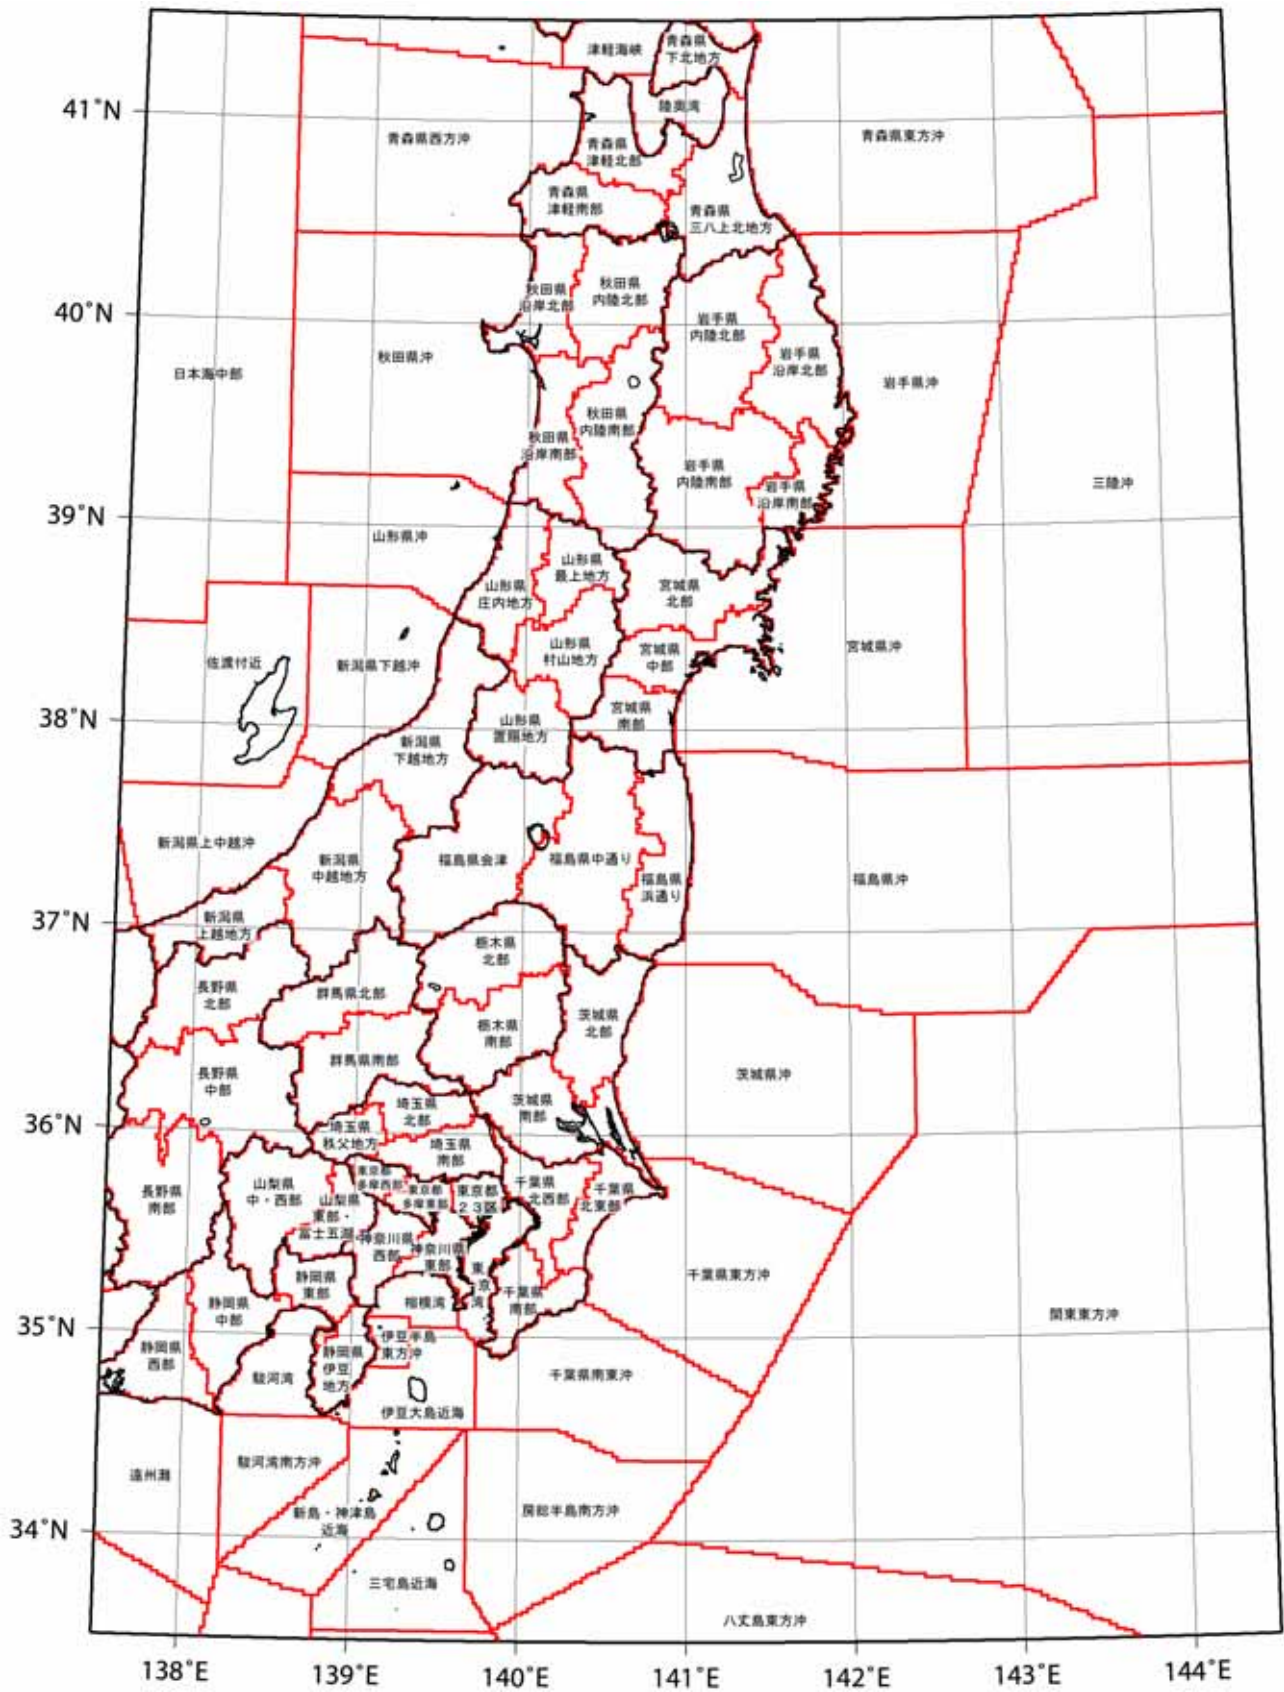 津軽海峡
青森県
下北地方
41°N
陸奥湾
青森県西方沖
青森県東方沖
青森県
津軽北部
青森県
津軽南部
青森県
三八上北地方
秋田県
沿岸北部
秋田県
内陸北部
40°N
岩手県
内陸北部
岩手県
沿岸北部
日本海中部
秋田県沖
岩手県沖
秋田県
内陸南部
秋田県
沿岸南部
岩手県
内陸南部
岩手県
沿岸南部
三陸沖
39°N
山形県沖
山形県
最上地方
山形県
庄内地方
宮城県
北部
佐渡付近
新潟県下越沖
山形県
村山地方
宮城県
中部
宮城県沖
38°N
新潟県
下越地方
山形県
置賜地方
宮城県
南部
新潟県上中越沖
新潟県
中越地方
福島県会津
福島県中通り
福島県
浜通り
福島県沖
37°N
新潟県
上越地方
栃木県
北部
長野県
北部
群馬県北部
栃木県
南部
茨城県
北部
長野県
中部
群馬県南部
茨城県沖
36°N
埼玉県
北部
茨城県
南部
埼玉県
秩父地方
埼玉県
南部
長野県
南部
山梨県
中・西部
東京都
多摩西部
東京都
多摩東部
東京都
23区
千葉県
北西部
千葉県
北東部
山梨県
東部・
富士五湖
神奈川県
西部
神奈川県
東部
東
京
湾
千葉県
南部
千葉県東方沖
静岡県
東部
静岡県
中部
相模湾
関東東方沖
35°N
静岡県
西部
駿河湾
静岡県
伊豆
地方
伊豆半島
東方沖
千葉県南東沖
伊豆大島近海
遠州灘
駿河湾南方沖
新島・神津島
近海
房総半島南方沖
34°N
三宅島近海
八丈島東方沖
138°E
139°E
140°E
141°E
142°E
143°E
144°E